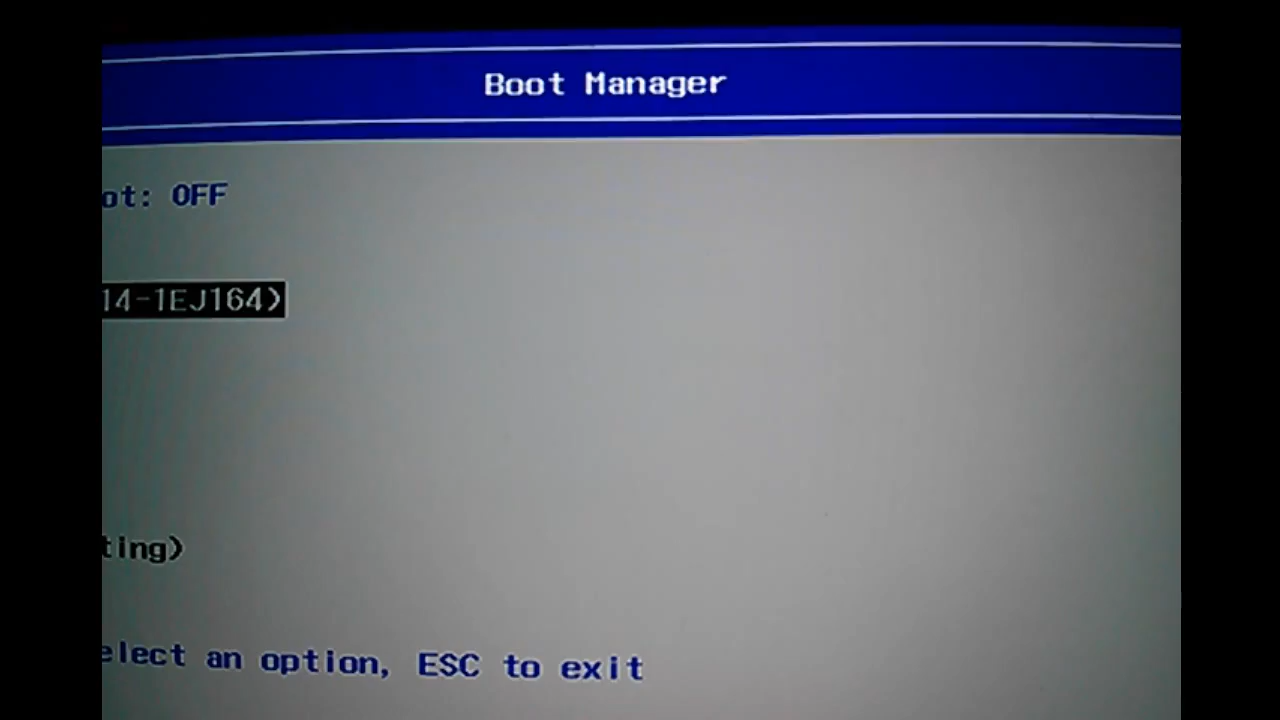 Boot Manager
ot: OFF
14-1EJ164)
ting)
elect an option, ESC to exit